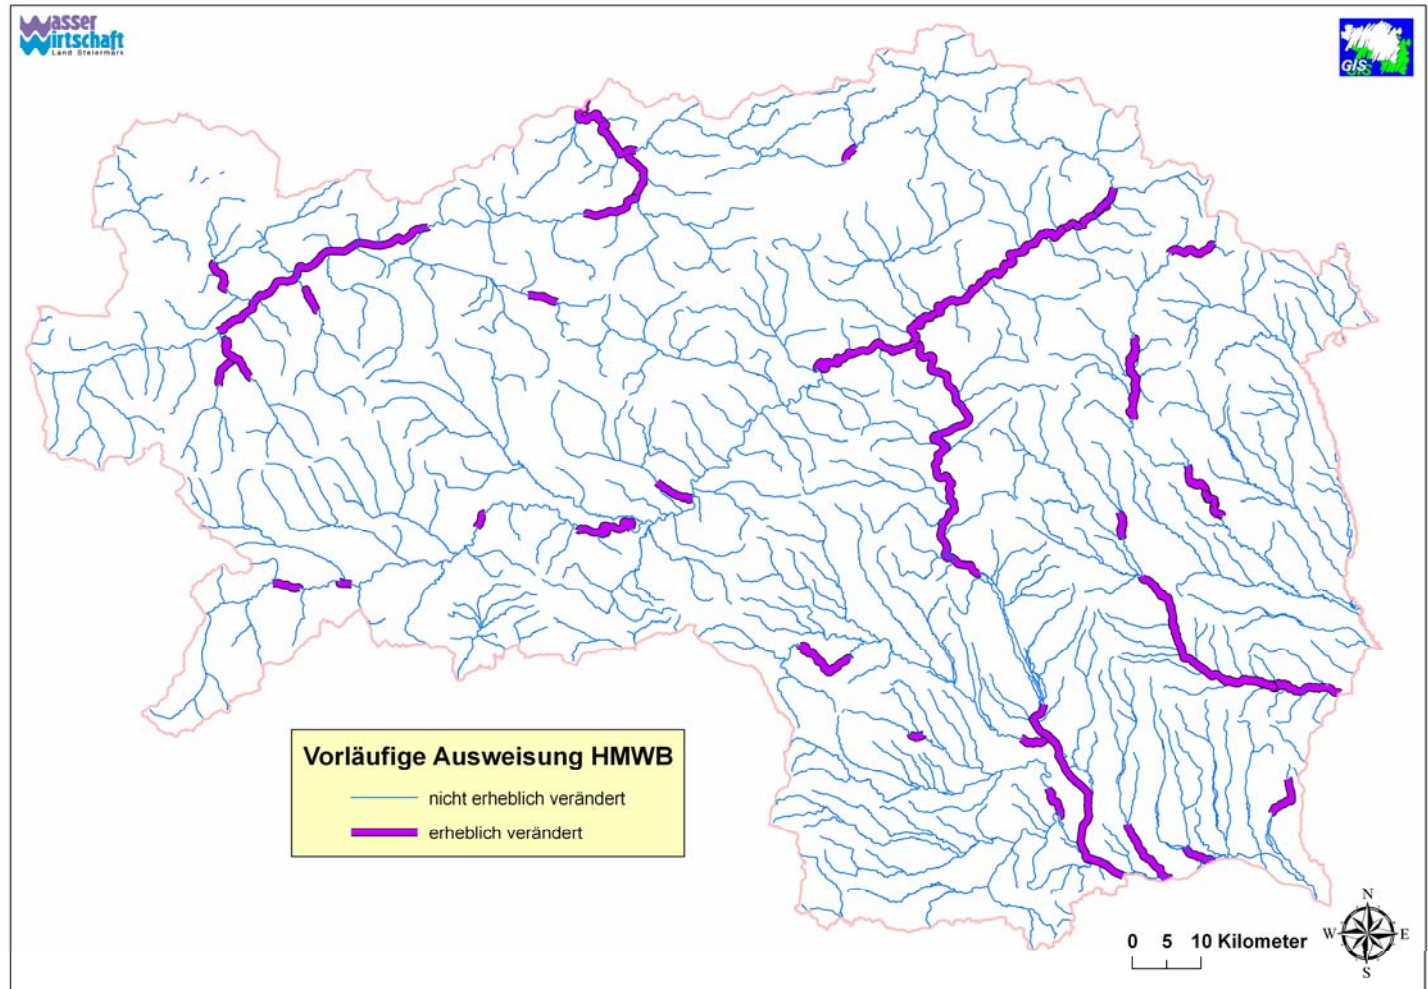 Wasser
Wirtschaft
Land Steiermark
GIS
Vorläufige Ausweisung HMWB
nicht erheblich verändert
erheblich verändert
0 5 10 Kilometer
N
W E
S